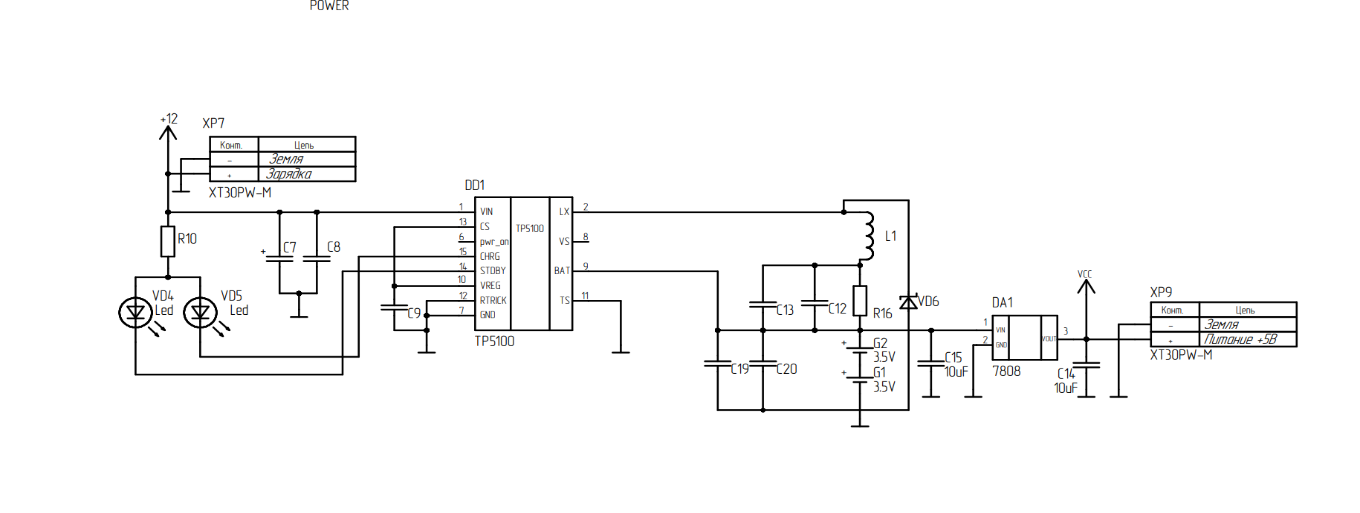 POWER
+12
XP7
Конт. Цепь
– Земля
+ Зарядка
XT30PW-M
R10
C7
+
C8
VD4
Led
VD5
Led
C9
DD1
TP5100
1 VIN
13 CS
6 pwr_on
15 CHRG
14 STDBY
10 VREG
12 RTRICK
7 GND
LX 2
VS 8
BAT 9
TS 11
TP5100
L1
C13
C12
R16
VD6
C19
C20
+
G2
3.5V
+
G1
3.5V
C15
10uF
DA1
1 VIN
2 GND
VOUT 3
7808
VCC
C14
10uF
XP9
Конт. Цепь
– Земля
+ Питание +5В
XT30PW-M